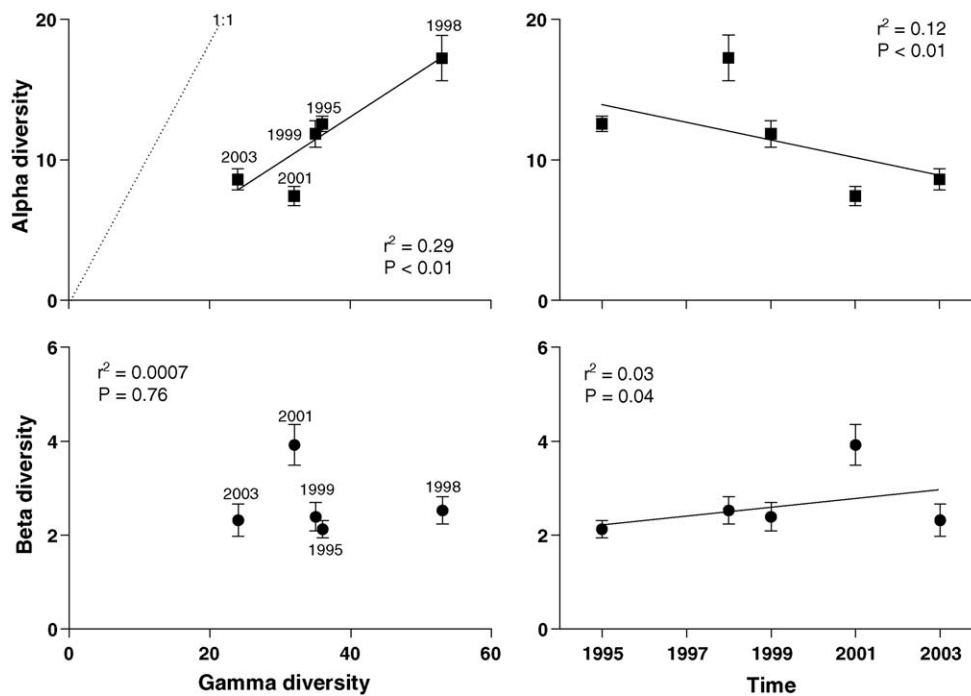 Alpha diversity
20
10
0
1:1
1998
1995
1999
2003
2001
r² = 0.29
P < 0.01
20
10
0
r² = 0.12
P < 0.01
Beta diversity
6
4
2
0
r² = 0.0007
P = 0.76
2001
2003
1999
1995
1998
0
20
40
60
Gamma diversity
6
4
2
0
r² = 0.03
P = 0.04
1995
1997
1999
2001
2003
Time